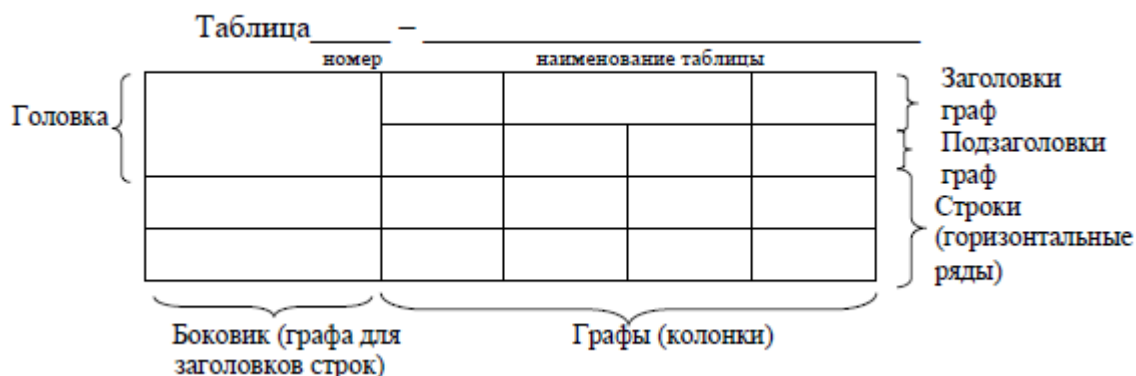 Таблица_____ – _______________________________
номер наименование таблицы
Головка
Заголовки
граф
Подзаголовки
граф
Строки
(горизонтальные
ряды)
Боковик (графа для
заголовков строк)
Графы (колонки)